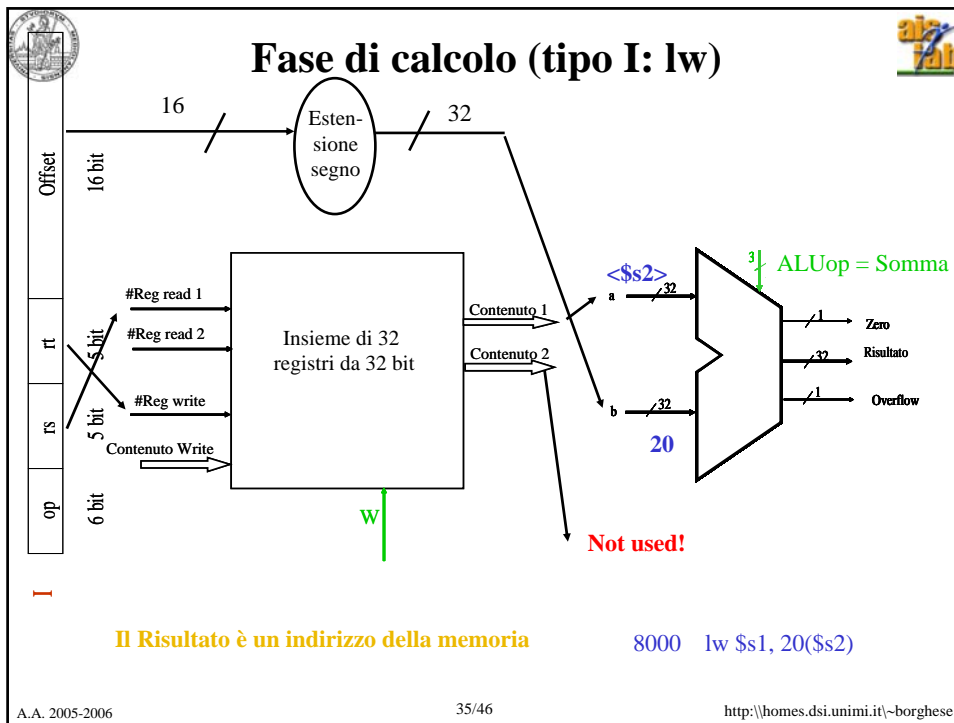 Fase di calcolo (tipo I: lw)
16
Esten-
sione
segno
32
Offset
16 bit
rt
5 bit
rs
5 bit
op
6 bit
I
#Reg read 1
#Reg read 2
#Reg write
Contenuto Write
Insieme di 32
registri da 32 bit
W
Contenuto 1
Contenuto 2
Not used!
<$s2>
a
32
b
32
20
3
ALUop = Somma
1
Zero
32
Risultato
1
Overflow
Il Risultato è un indirizzo della memoria
8000 lw $s1, 20($s2)
A.A. 2005-2006
35/46
http:\\homes.dsi.unimi.it\~borghese